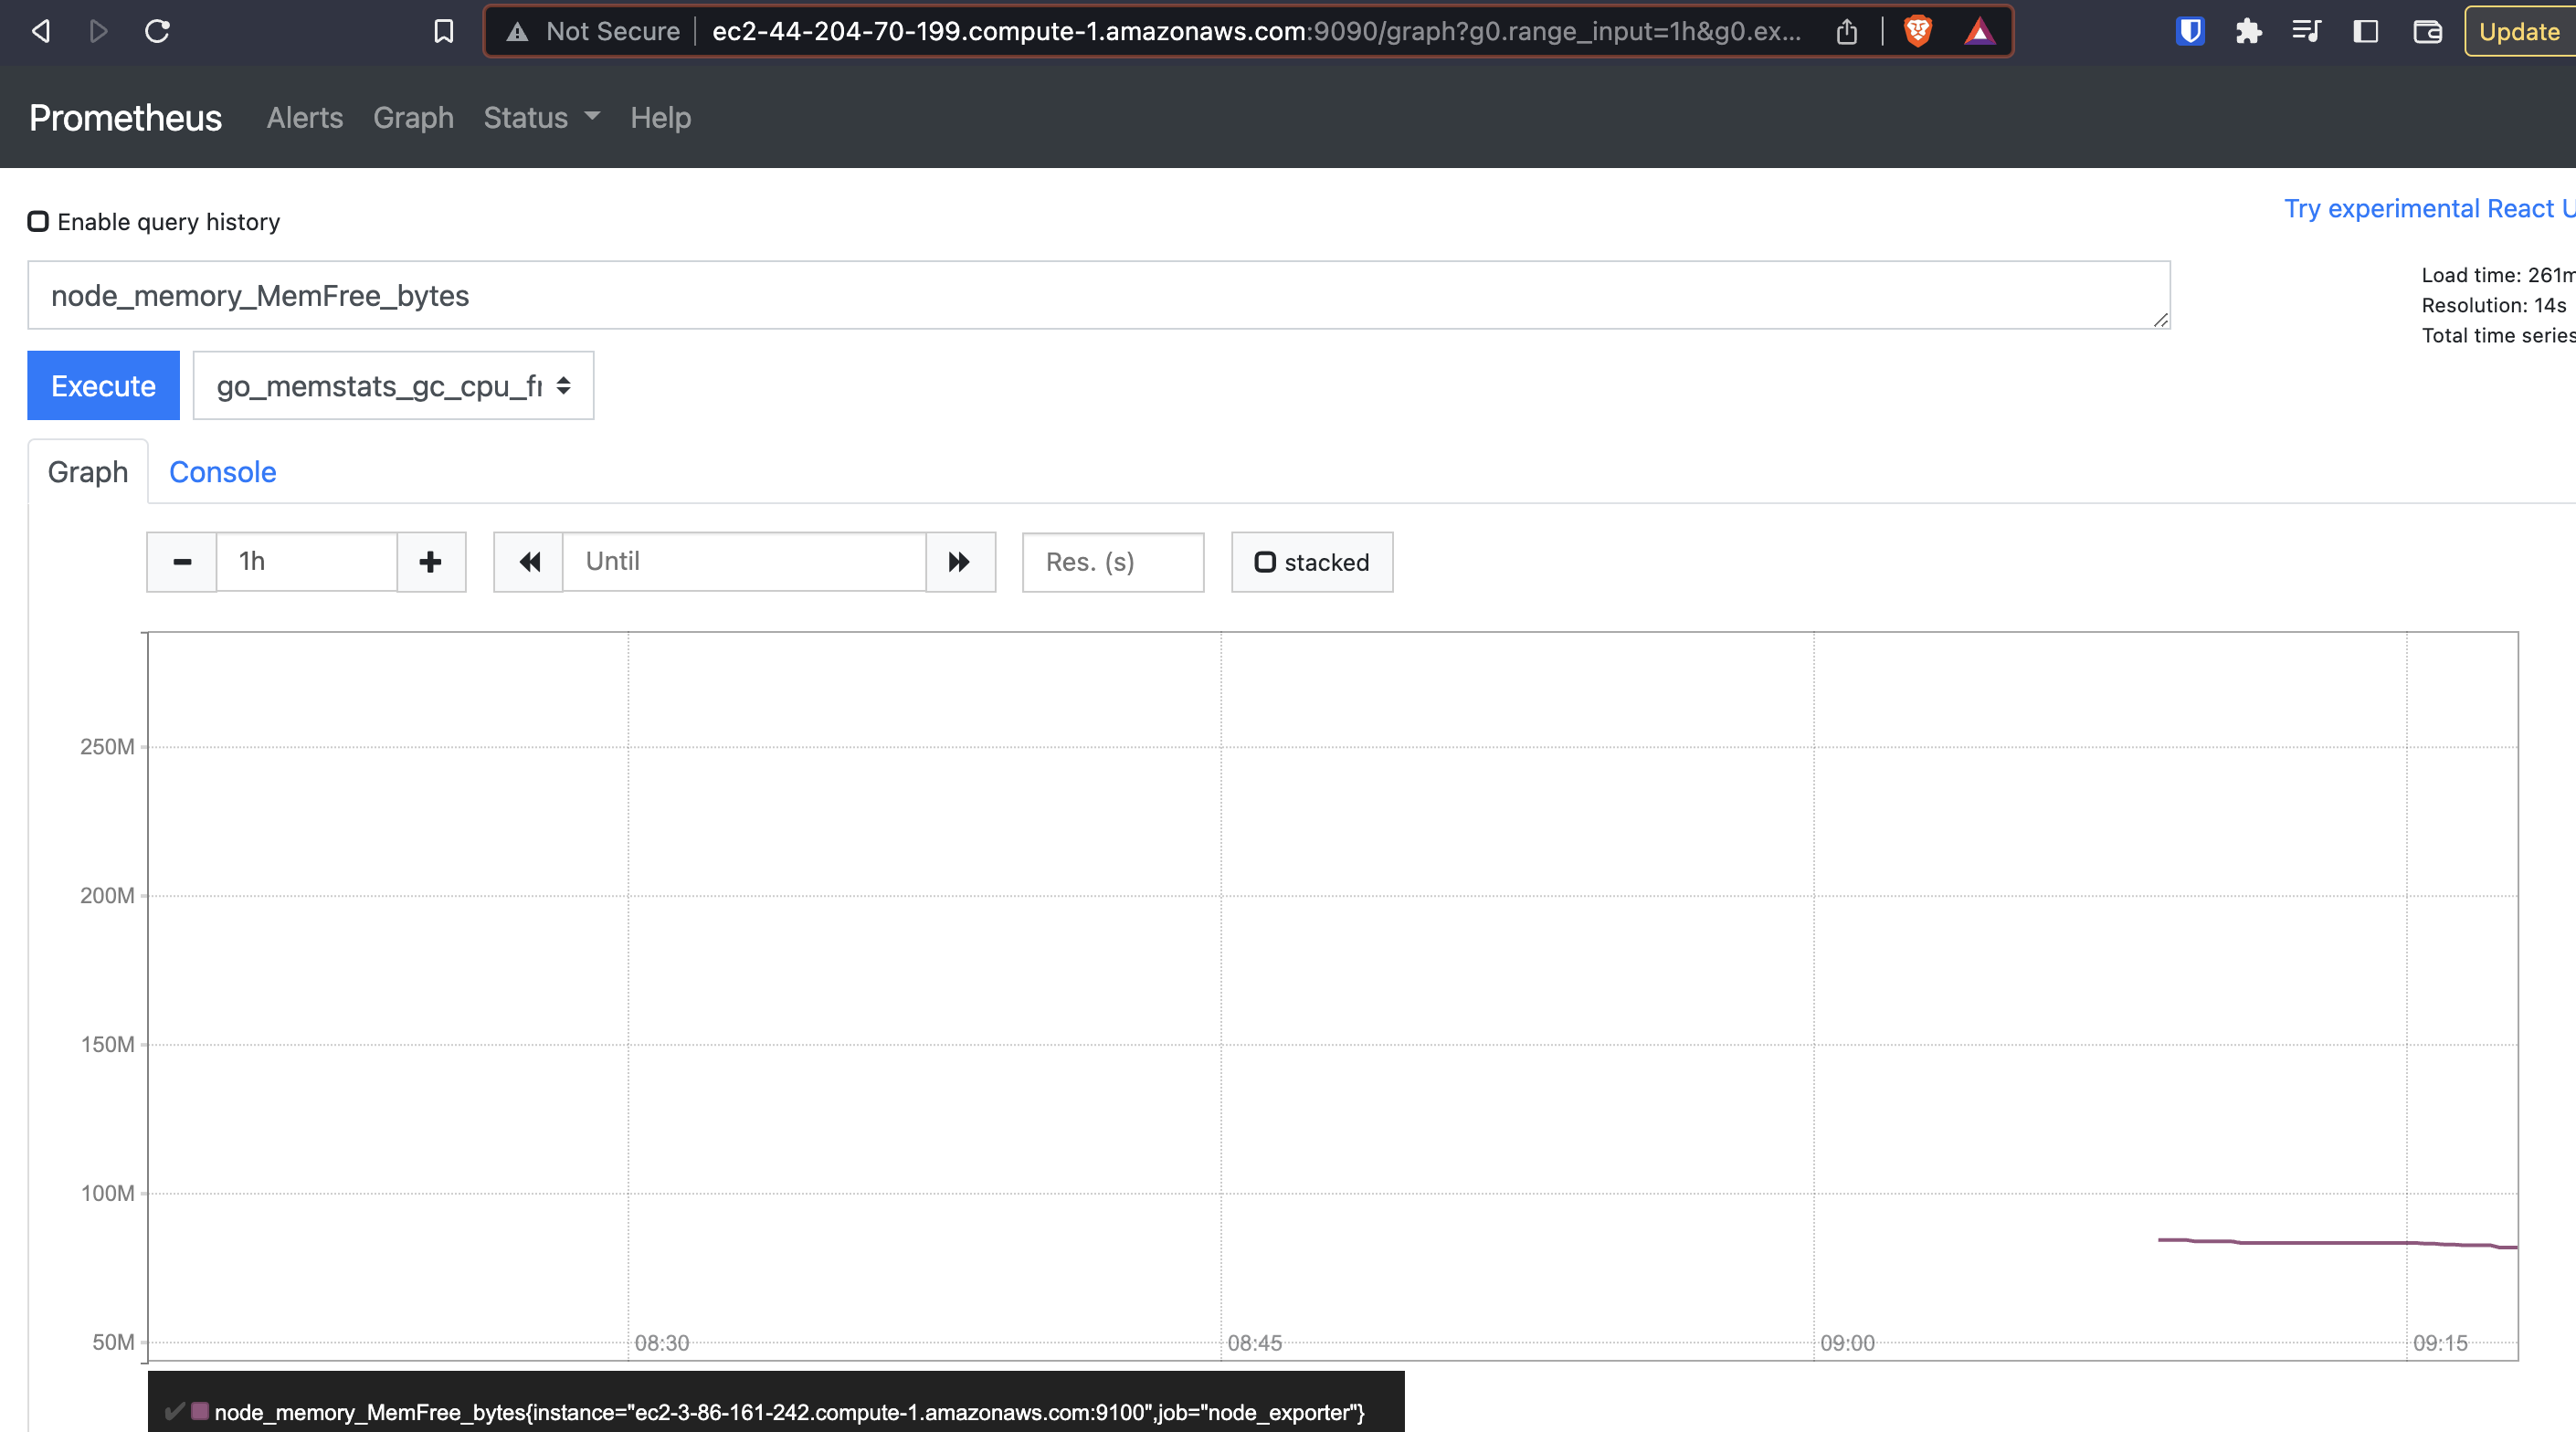 Not Secure ec2-44-204-70-199.compute-1.amazonaws.com:9090/graph?g0.range_input=1h&g0.ex... Update
Prometheus Alerts Graph Status Help
Enable query history
Try experimental React U
node_memory_MemFree_bytes
Load time: 261m
Resolution: 14s
Total time series
Execute go_memstats_gc_cpu_fr
Graph Console
1h Until Res. (s) stacked
250M
200M
150M
100M
50M
08:30 08:45 09:00 09:15
node_memory_MemFree_bytes{instance="ec2-3-86-161-242.compute-1.amazonaws.com:9100",job="node_exporter"}